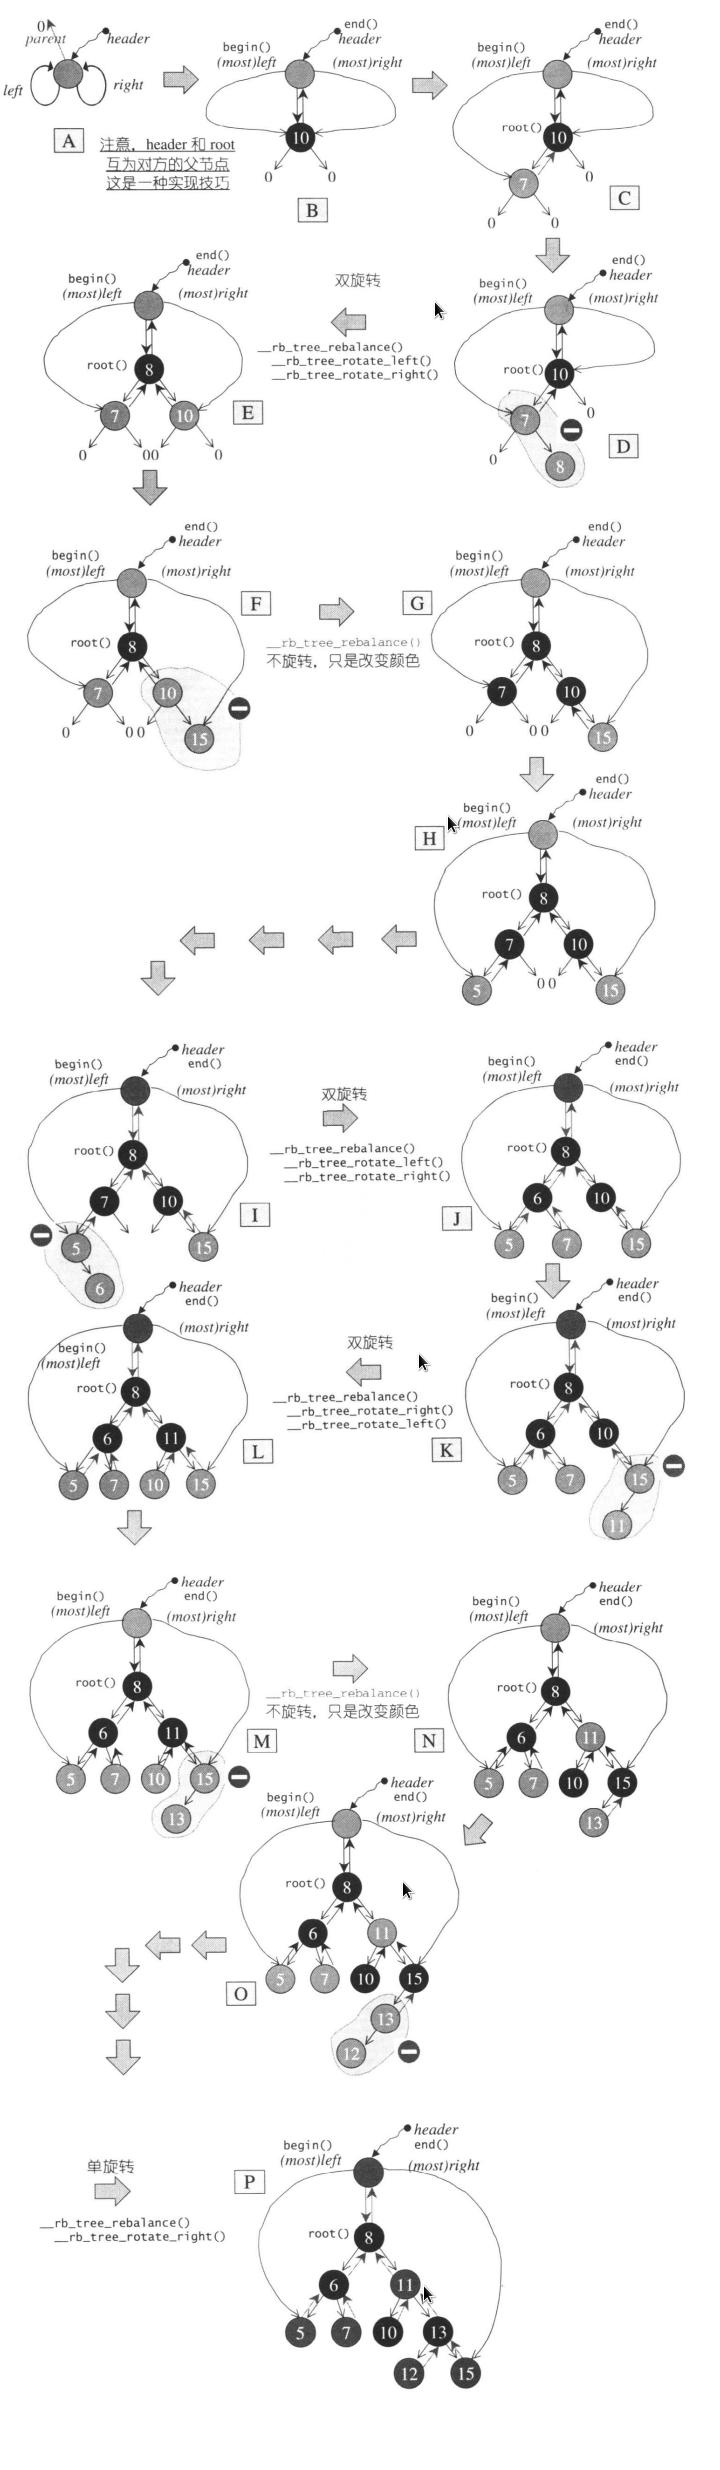 0
parent
header
left
right
A
注意，header 和 root
互为对方的父节点
这是一种实现技巧
end()
header
begin()
(most)left
(most)right
10
0
0
B
end()
header
begin()
(most)left
(most)right
root()
10
7
0
0
0
C
end()
header
begin()
(most)left
(most)right
root()
8
7
10
0
00
0
E
双旋转
__rb_tree_rebalance()
__rb_tree_rotate_left()
__rb_tree_rotate_right()
end()
header
begin()
(most)left
(most)right
root()
10
7
0
0
8
D
end()
header
begin()
(most)left
(most)right
root()
8
7
10
0
0 0
15
F
__rb_tree_rebalance()
不旋转，只是改变颜色
G
end()
header
begin()
(most)left
(most)right
root()
8
7
10
0
0 0
15
end()
header
begin()
(most)left
(most)right
H
root()
8
7
10
5
0 0
15
header
end()
begin()
(most)left
(most)right
root()
8
7
10
5
15
6
I
双旋转
__rb_tree_rebalance()
__rb_tree_rotate_left()
__rb_tree_rotate_right()
header
end()
begin()
(most)left
(most)right
root()
8
6
10
5
7
15
J
header
end()
begin()
(most)left
(most)right
root()
8
6
11
5
7
10
15
L
双旋转
__rb_tree_rebalance()
__rb_tree_rotate_right()
__rb_tree_rotate_left()
header
end()
begin()
(most)left
(most)right
root()
8
6
10
5
7
15
11
K
header
end()
begin()
(most)left
(most)right
root()
8
6
11
5
7
10
15
13
M
__rb_tree_rebalance()
不旋转，只是改变颜色
header
end()
begin()
(most)left
(most)right
root()
8
6
11
5
7
10
15
13
N
header
end()
begin()
(most)left
(most)right
root()
8
6
11
5
7
10
15
13
12
O
单旋转
__rb_tree_rebalance()
__rb_tree_rotate_right()
header
end()
begin()
(most)left
(most)right
P
root()
8
6
11
5
7
10
13
12
15